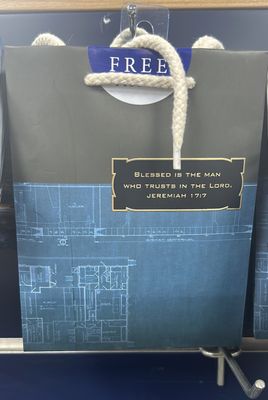 FREE
BLESSED IS THE MAN
WHO TRUSTS IN THE LORD.
JEREMIAH 17:7